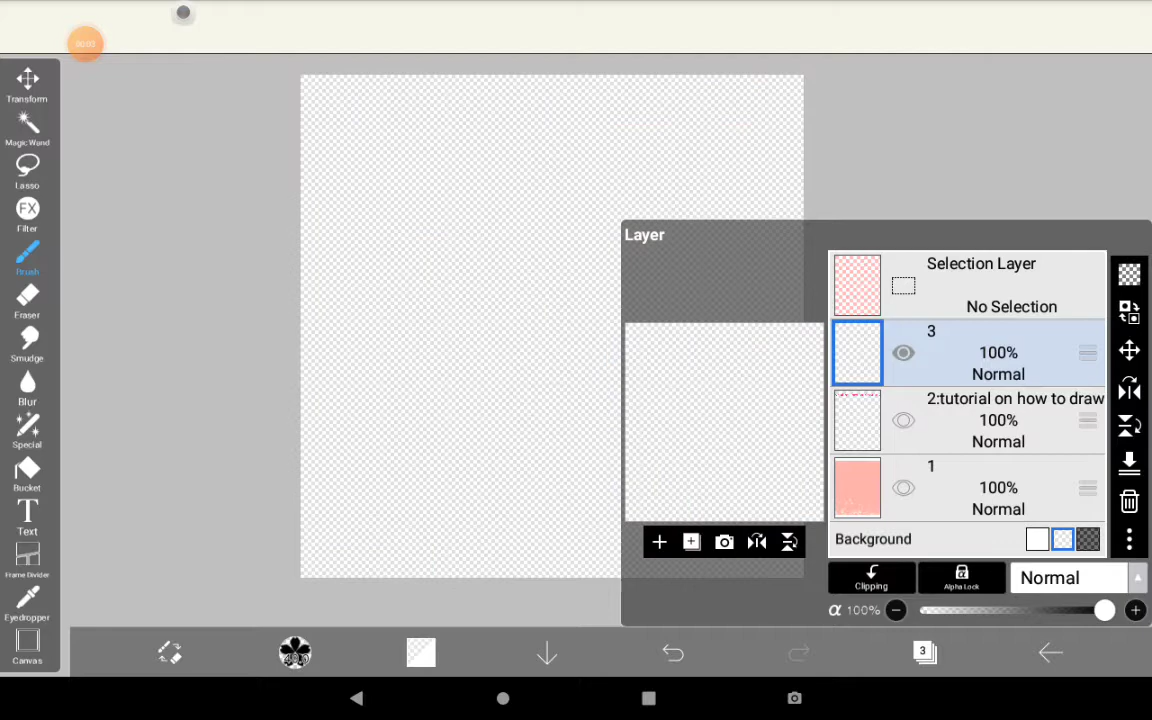 00:03
Transform
Magic Wand
Lasso
FX
Filter
Brush
Eraser
Smudge
Blur
Special
Bucket
T
Text
Frame Divider
Eyedropper
Canvas
Layer
Selection Layer
No Selection
3
100%
Normal
2:tutorial on how to draw
100%
Normal
1
100%
Normal
Background
Clipping
Alpha Lock
Normal
α 100%
3